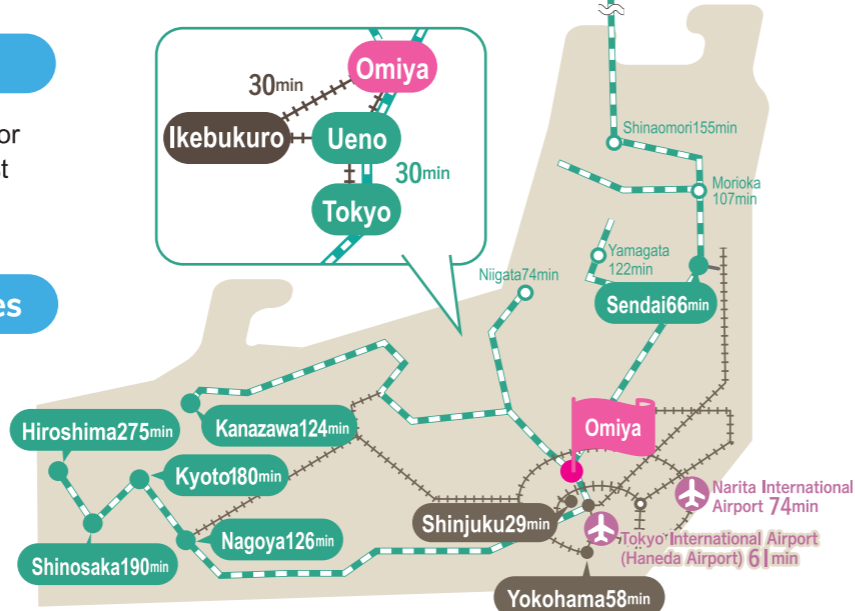 or
st
es
Omiya
30min
Ikebukuro
Ueno
30min
Tokyo
Shinaomori155min
Morioka
107min
Yamagata
122min
Niigata74min
Sendai66min
Omiya
Hiroshima275min
Kanazawa124min
Kyoto180min
Shinjuku29min
Nagoya126min
Shinosaka190min
Narita International
Airport 74min
Tokyo International Airport
(Haneda Airport) 61min
Yokohama58min